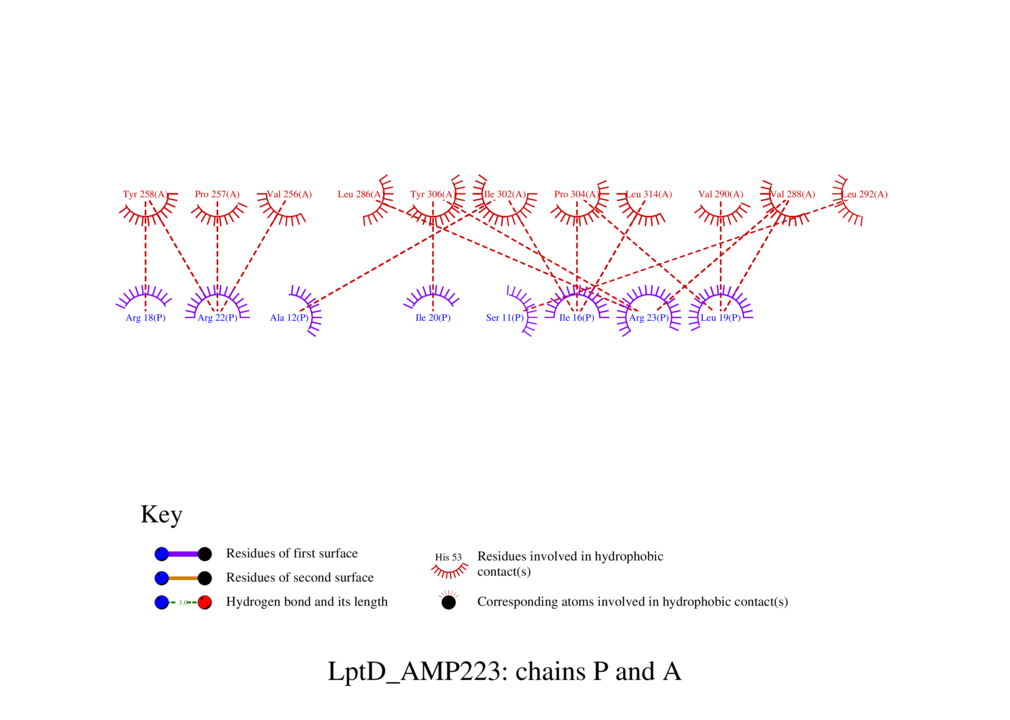 Tyr 258(A) Pro 257(A) Val 256(A) Leu 286(A) Tyr 306(A) Ile 302(A) Pro 304(A) Leu 314(A) Val 290(A) Val 288(A) Leu 292(A)
Arg 18(P) Arg 22(P) Ala 12(P) Ile 20(P) Ser 11(P) Ile 16(P) Arg 23(P) Leu 19(P)
Key
Residues of first surface
Residues of second surface
3.0 Hydrogen bond and its length
His 53 Residues involved in hydrophobic
contact(s)
Corresponding atoms involved in hydrophobic contact(s)
LptD_AMP223: chains P and A